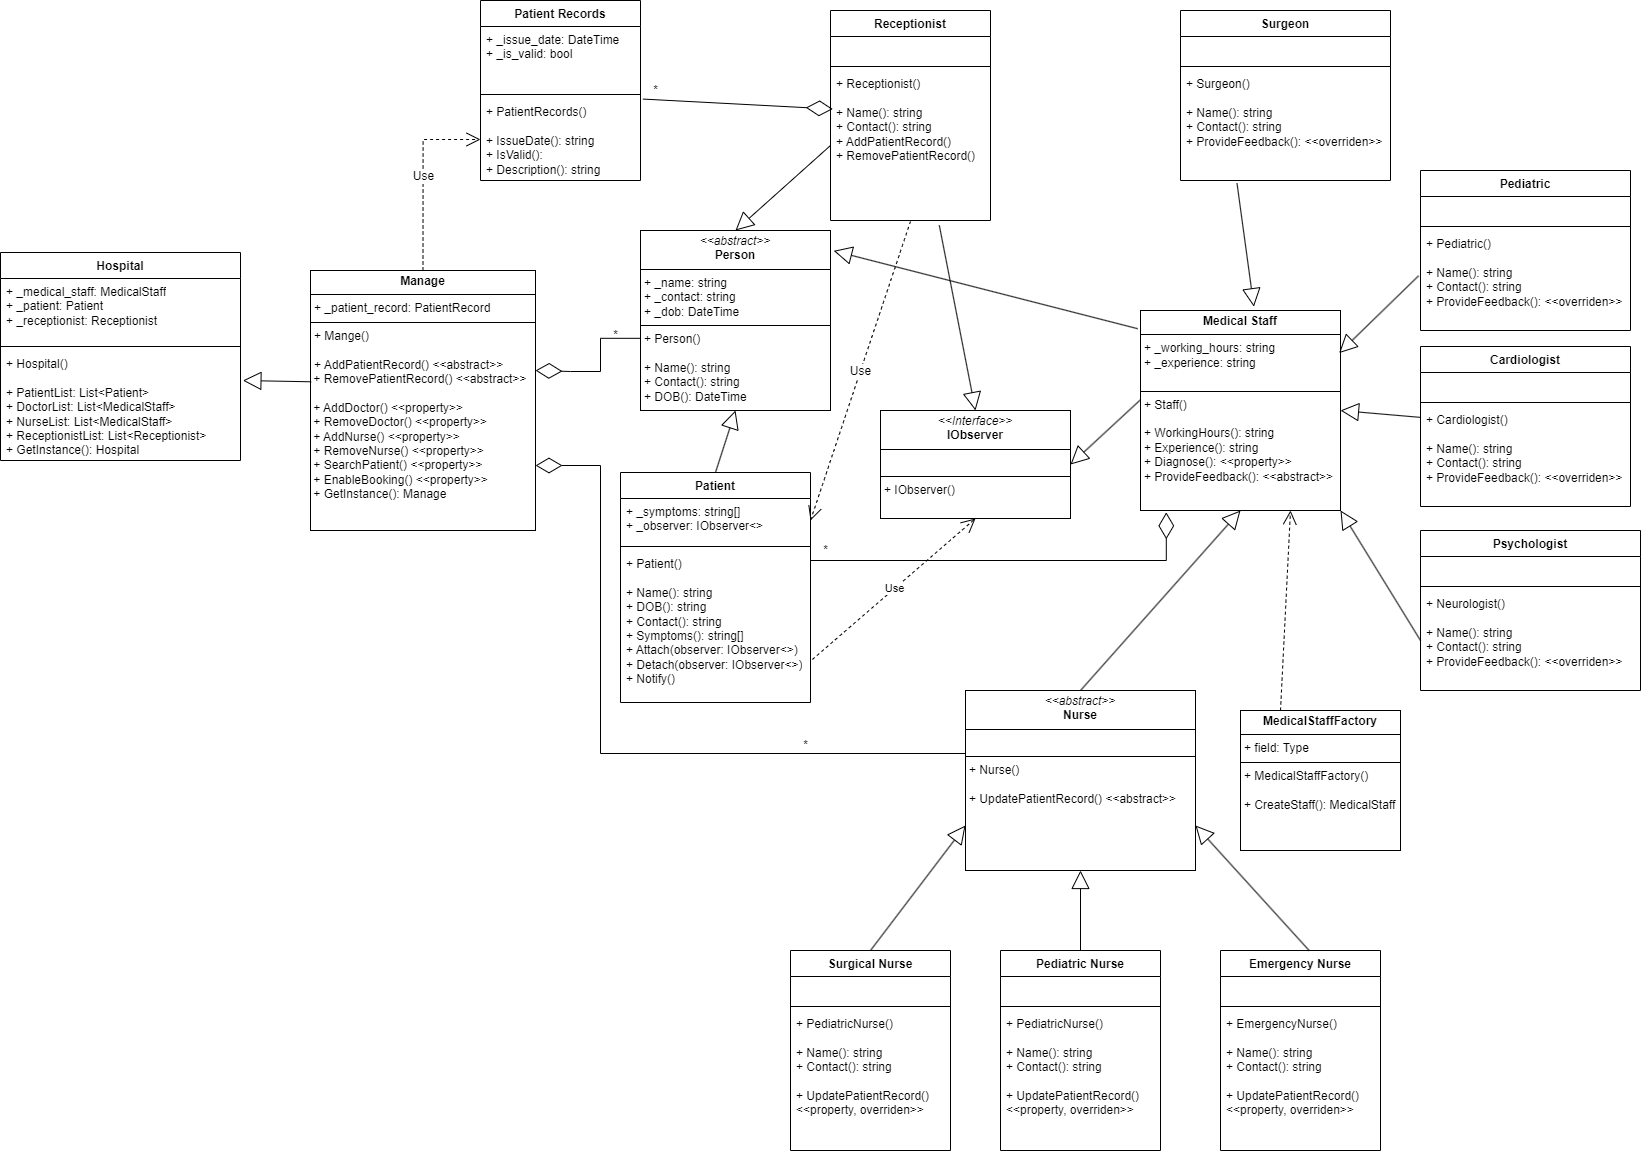 Patient Records
+ _issue_date: DateTime
+ _is_valid: bool
+ PatientRecords()
+ IssueDate(): string
+ IsValid():
+ Description(): string
*
Receptionist
+ Receptionist()
+ Name(): string
+ Contact(): string
+ AddPatientRecord()
+ RemovePatientRecord()
Surgeon
+ Surgeon()
+ Name(): string
+ Contact(): string
+ ProvideFeedback(): <<overriden>>
Pediatric
+ Pediatric()
+ Name(): string
+ Contact(): string
+ ProvideFeedback(): <<overriden>>
Use
Hospital
+ _medical_staff: MedicalStaff
+ _patient: Patient
+ _receptionist: Receptionist
+ Hospital()
+ PatientList: List<Patient>
+ DoctorList: List<MedicalStaff>
+ NurseList: List<MedicalStaff>
+ ReceptionistList: List<Receptionist>
+ GetInstance(): Hospital
Manage
+ _patient_record: PatientRecord
+ Mange()
+ AddPatientRecord() <<abstract>>
+ RemovePatientRecord() <<abstract>>
+ AddDoctor() <<property>>
+ RemoveDoctor() <<property>>
+ AddNurse() <<property>>
+ RemoveNurse() <<property>>
+ SearchPatient() <<property>>
+ EnableBooking() <<property>>
+ GetInstance(): Manage
*
<<abstract>>
Person
+ _name: string
+ _contact: string
+ _dob: DateTime
+ Person()
+ Name(): string
+ Contact(): string
+ DOB(): DateTime
Use
<<Interface>>
IObserver
+ IObserver()
Medical Staff
+ _working_hours: string
+ _experience: string
+ Staff()
+ WorkingHours(): string
+ Experience(): string
+ Diagnose(): <<property>>
+ ProvideFeedback(): <<abstract>>
Cardiologist
+ Cardiologist()
+ Name(): string
+ Contact(): string
+ ProvideFeedback(): <<overriden>>
Patient
+ _symptoms: string[]
+ _observer: IObserver<>
+ Patient()
+ Name(): string
+ DOB(): string
+ Contact(): string
+ Symptoms(): string[]
+ Attach(observer: IObserver<>)
+ Detach(observer: IObserver<>)
+ Notify()
*
Use
Psychologist
+ Neurologist()
+ Name(): string
+ Contact(): string
+ ProvideFeedback(): <<overriden>>
*
<<abstract>>
Nurse
+ Nurse()
+ UpdatePatientRecord() <<abstract>>
MedicalStaffFactory
+ field: Type
+ MedicalStaffFactory()
+ CreateStaff(): MedicalStaff
Surgical Nurse
+ PediatricNurse()
+ Name(): string
+ Contact(): string
+ UpdatePatientRecord()
<<property, overriden>>
Pediatric Nurse
+ PediatricNurse()
+ Name(): string
+ Contact(): string
+ UpdatePatientRecord()
<<property, overriden>>
Emergency Nurse
+ EmergencyNurse()
+ Name(): string
+ Contact(): string
+ UpdatePatientRecord()
<<property, overriden>>